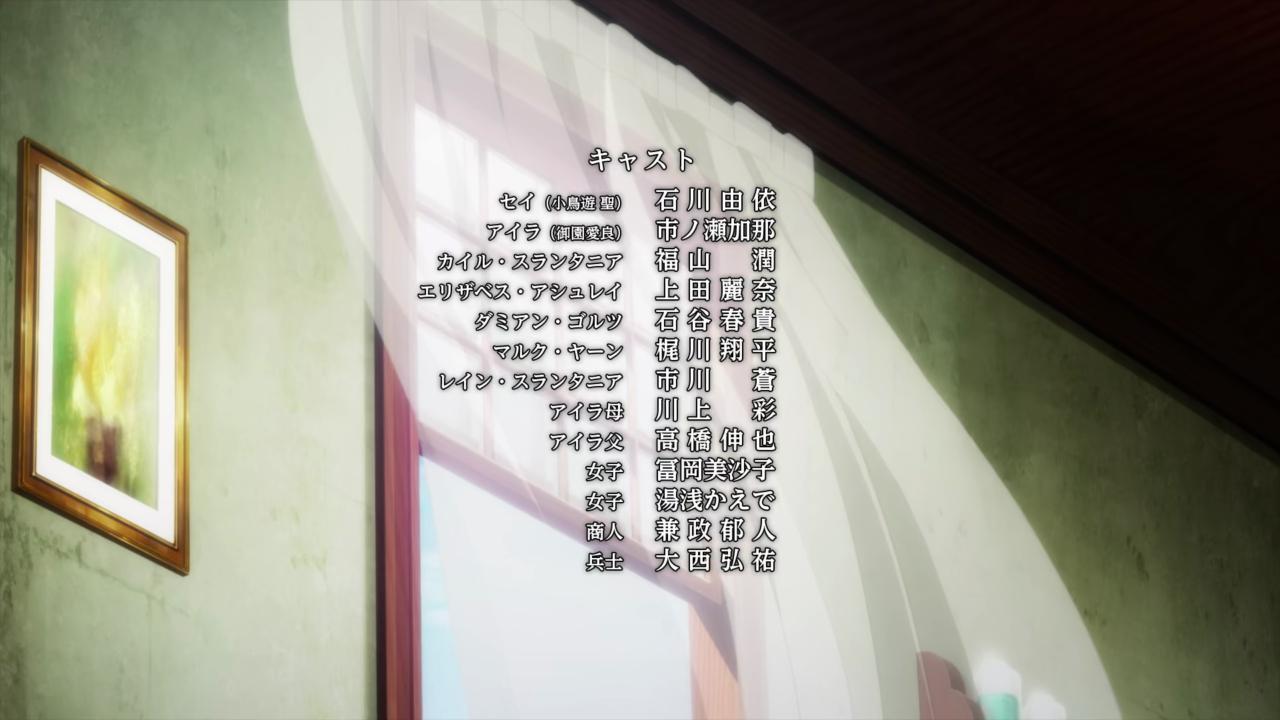 キャスト
セイ（小鳥遊 聖） 石川由依
アイラ（御園愛良） 市ノ瀬加那
カイル・スランタニア 福山 潤
エリザベス・アシュレイ 上田麗奈
ダミアン・ゴルツ 石谷春貴
マルク・ヤーン 梶川翔平
レイン・スランタニア 市川 蒼
アイラ母 川上 彩
アイラ父 高橋伸也
女子 冨岡美沙子
女子 湯浅かえで
商人 兼政郁人
兵士 大西弘祐